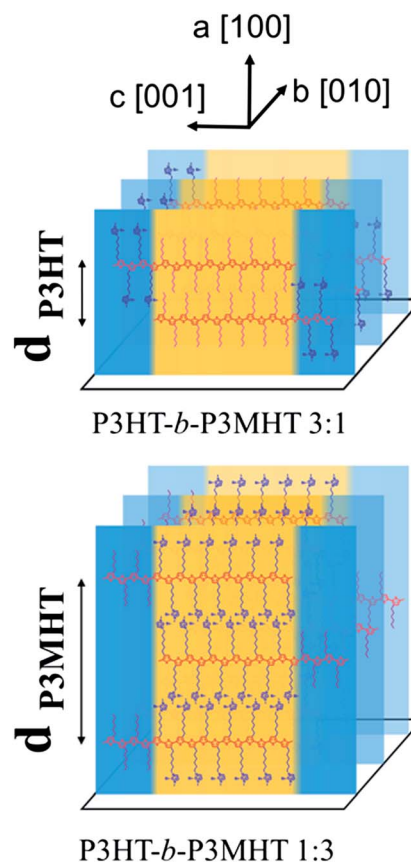 a [100]
c [001]
b [010]
d P3HT
P3HT-b-P3MHT 3:1
d P3MHT
P3HT-b-P3MHT 1:3